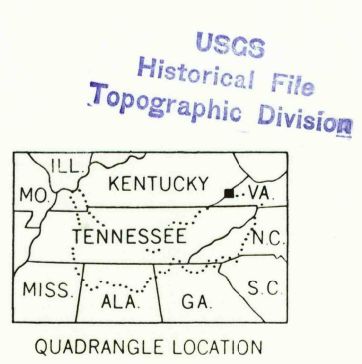 USGS
Historical File
Topographic Division
ILL.
MO. KENTUCKY VA.
TENNESSEE N.C.
MISS. ALA. GA. S.C.
QUADRANGLE LOCATION